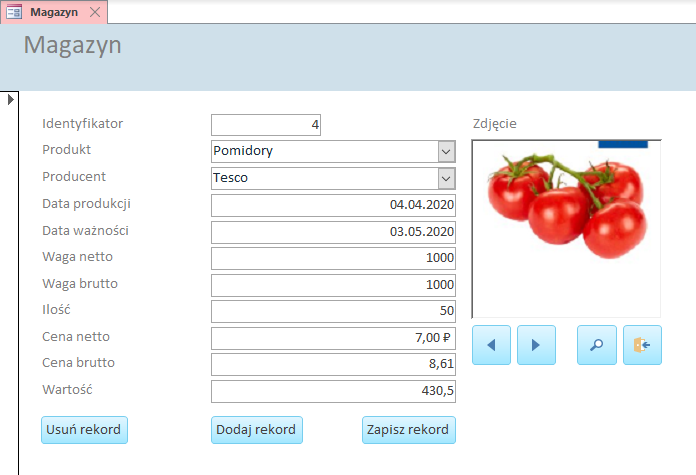 Magazyn
Magazyn
Identyfikator 4
Zdjęcie
Produkt Pomidory
Producent Tesco
Data produkcji 04.04.2020
Data ważności 03.05.2020
Waga netto 1000
Waga brutto 1000
Ilość 50
Cena netto 7,00 ₽
Cena brutto 8,61
Wartość 430,5
Usuń rekord Dodaj rekord Zapisz rekord